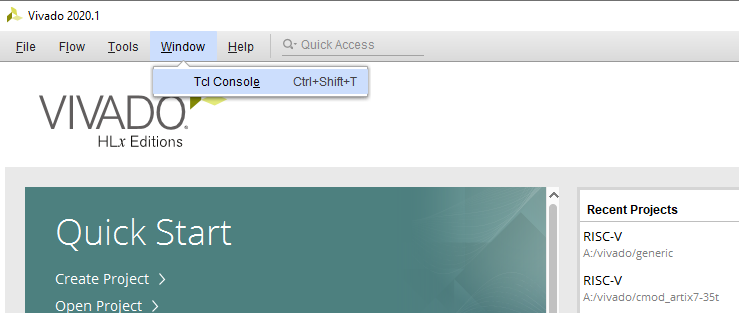 Vivado 2020.1
File Flow Tools Window Help Quick Access
Tcl Console Ctrl+Shift+T
VIVADO
HLx Editions
Quick Start
Create Project
Open Project
Recent Projects
RISC-V
A:/vivado/generic
RISC-V
A:/vivado/cmod_artix7-35t